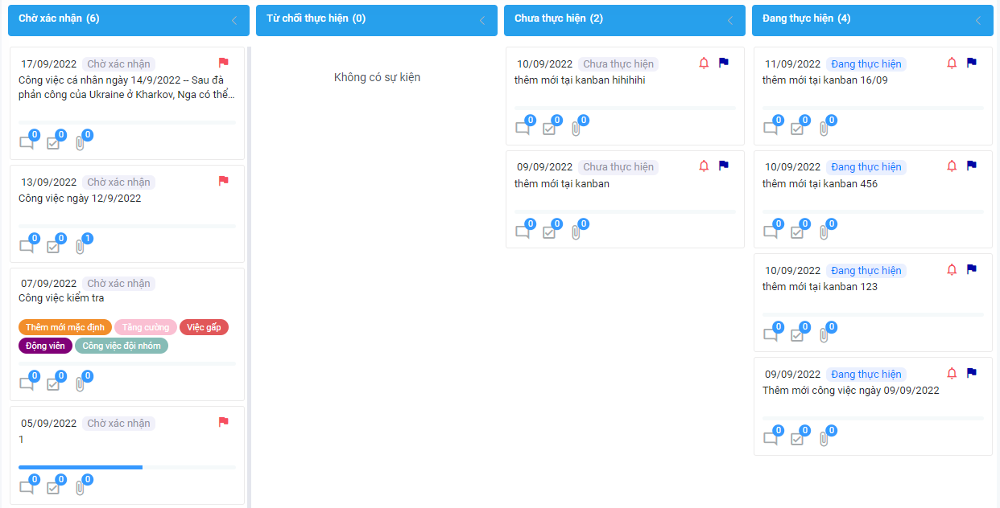 Chờ xác nhận (6)
Từ chối thực hiện (0)
Chưa thực hiện (2)
Đang thực hiện (4)
17/09/2022 Chờ xác nhận
Công việc cá nhân ngày 14/9/2022 -- Sau đà
phản công của Ukraine ở Kharkov, Nga có thể...
0 0 0
13/09/2022 Chờ xác nhận
Công việc ngày 12/9/2022
0 0 1
07/09/2022 Chờ xác nhận
Công việc kiểm tra
Thêm mới mặc định Tăng cường Việc gấp
Động viên Công việc đội nhóm
0 0 0
05/09/2022 Chờ xác nhận
1
0 0 0
Không có sự kiện
10/09/2022 Chưa thực hiện
thêm mới tại kanban hihihihi
0 0 0
09/09/2022 Chưa thực hiện
thêm mới tại kanban
0 0 0
11/09/2022 Đang thực hiện
thêm mới tại kanban 16/09
0 0 0
10/09/2022 Đang thực hiện
thêm mới tại kanban 456
0 0 0
10/09/2022 Đang thực hiện
thêm mới tại kanban 123
0 0 0
09/09/2022 Đang thực hiện
Thêm mới công việc ngày 09/09/2022
0 0 0